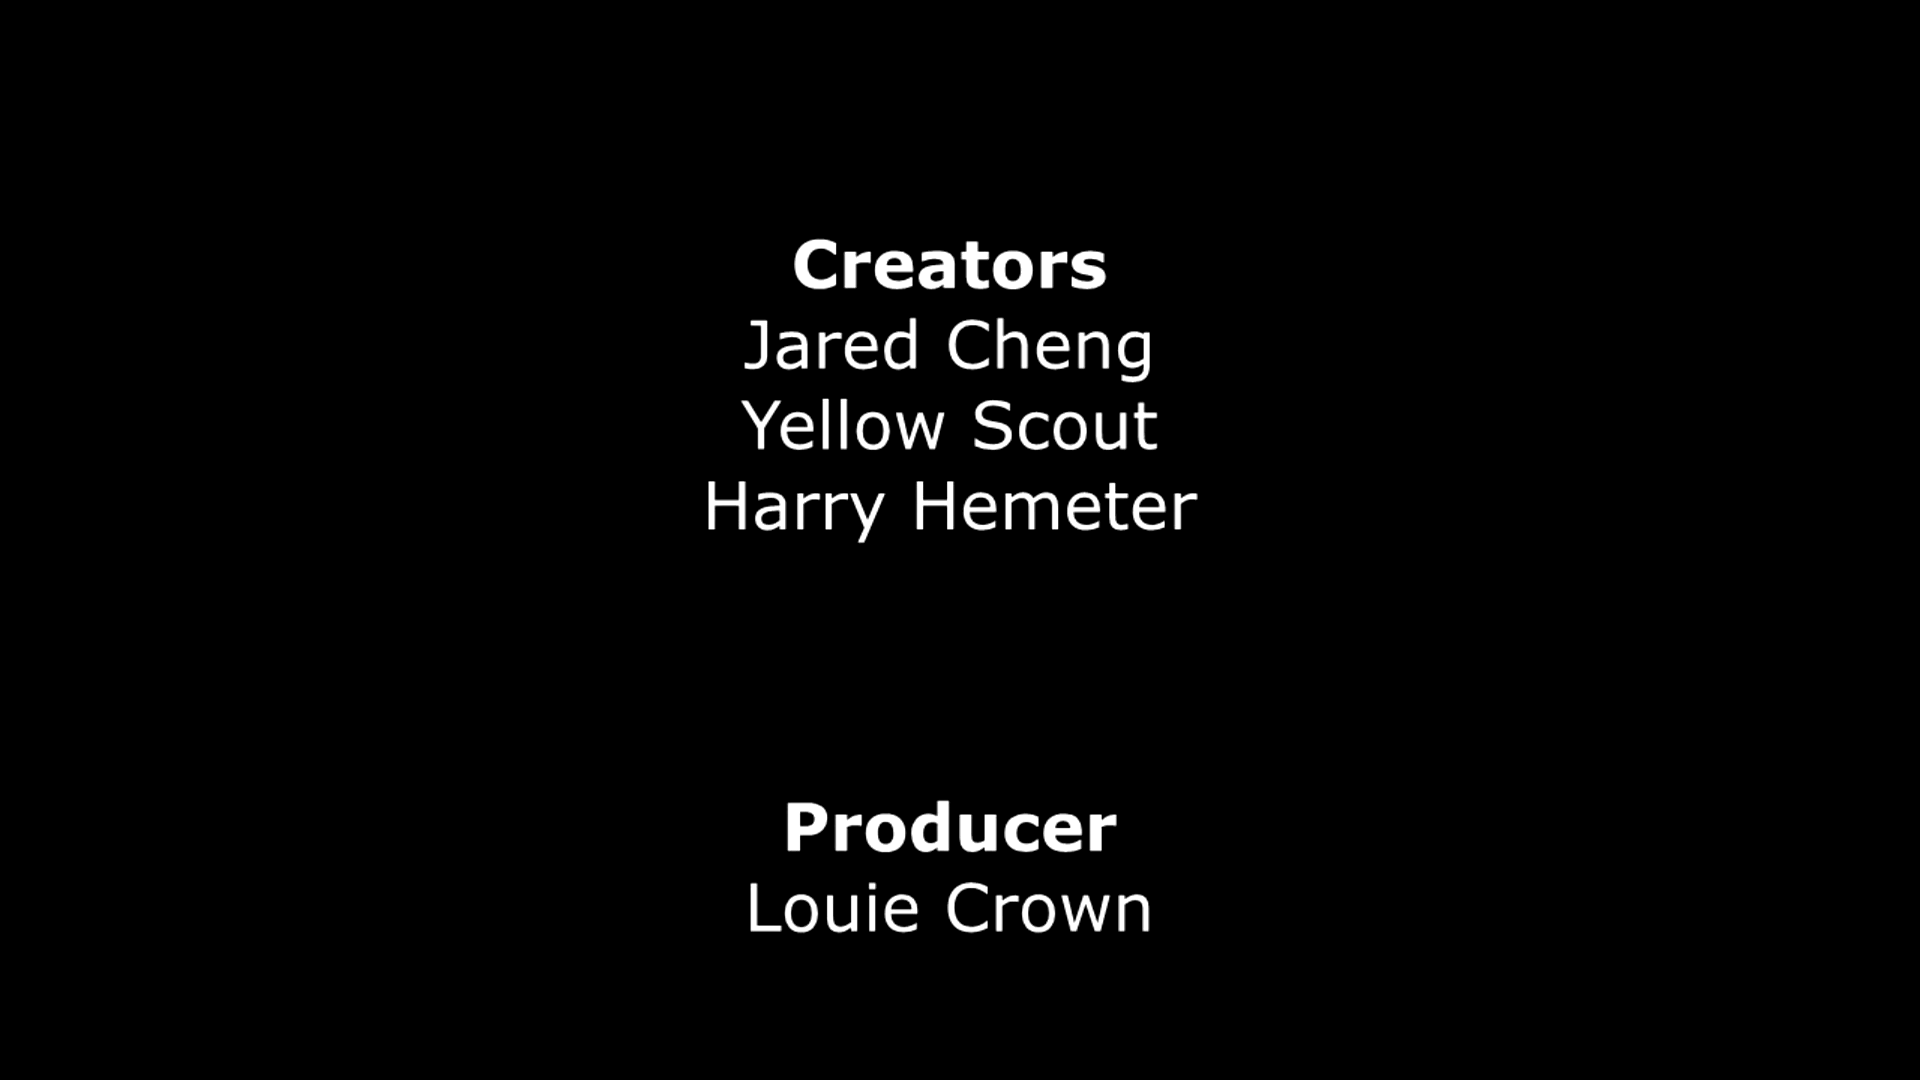 Creators
Jared Cheng
Yellow Scout
Harry Hemeter
Producer
Louie Crown